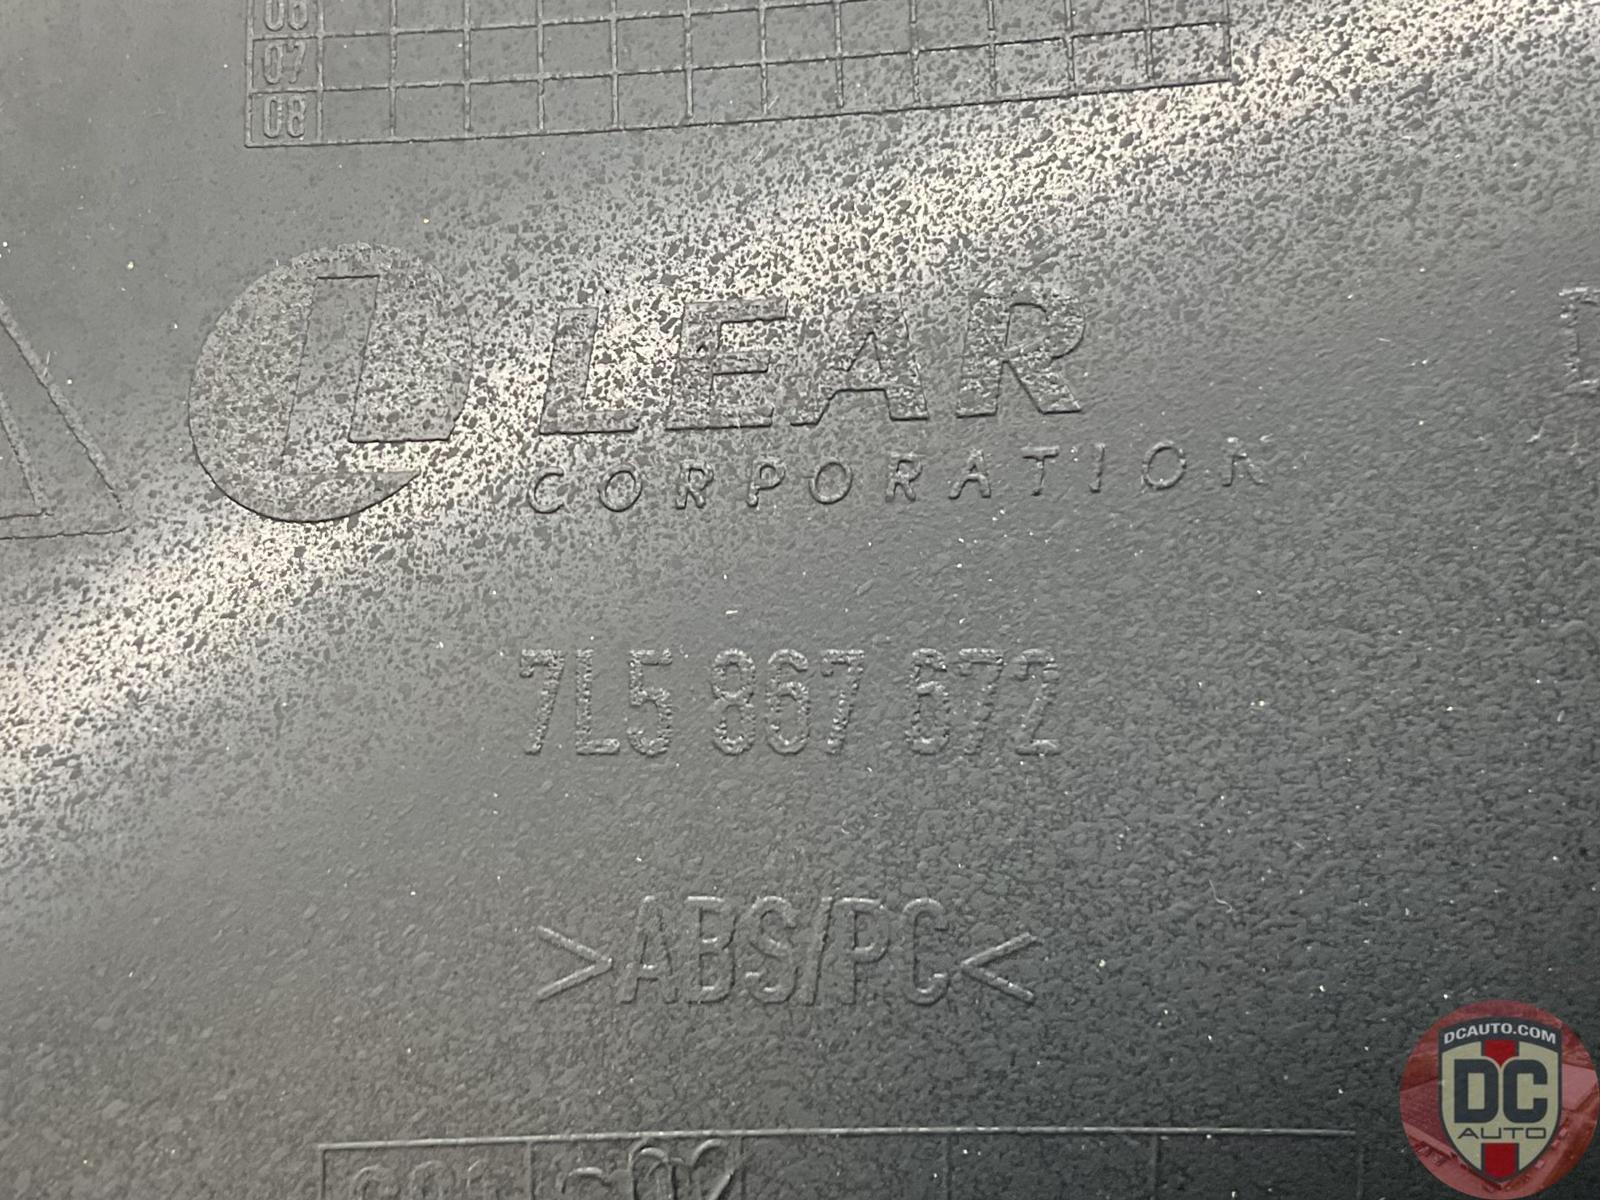 06
07
08
L LEAR
CORPORATION
7L5 867 672
>ABS/PC<
DCAUTO.COM
DC
AUTO